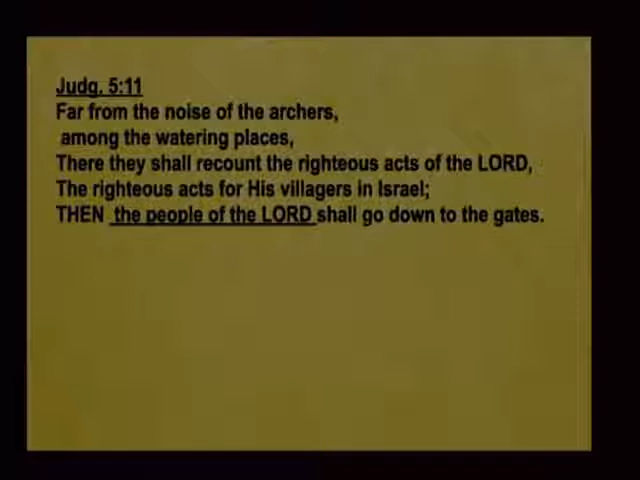 Judg. 5:11
Far from the noise of the archers,
among the watering places,
There they shall recount the righteous acts of the LORD,
The righteous acts for His villagers in Israel;
THEN the people of the LORD shall go down to the gates.